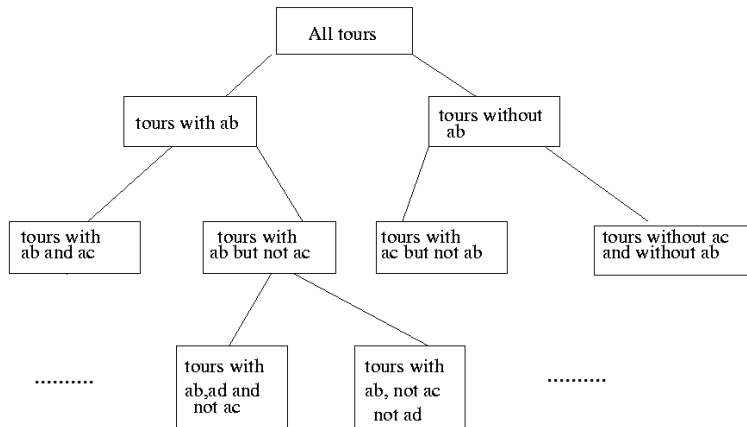 All tours
tours with ab
tours without
ab
tours with
ab and ac
tours with
ab but not ac
tours with
ac but not ab
tours without ac
and without ab
tours with
ab,ad and
not ac
tours with
ab, not ac
not ad
..........
..........